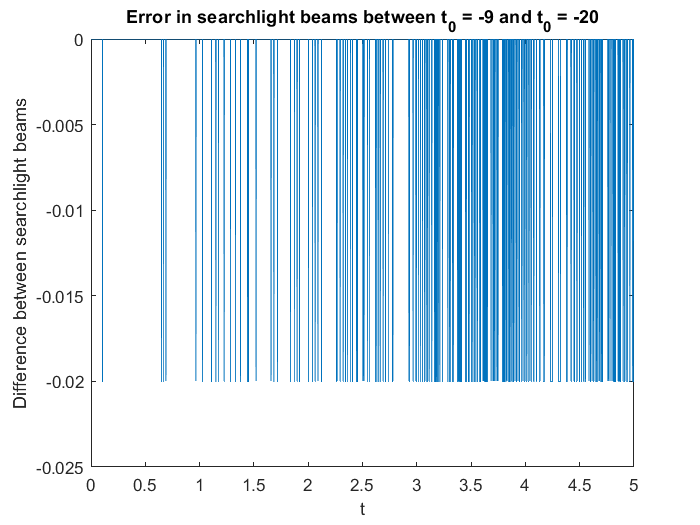 Error in searchlight beams between t0 = -9 and t0 = -20
Difference between searchlight beams
0
-0.005
-0.01
-0.015
-0.02
-0.025
0 0.5 1 1.5 2 2.5 3 3.5 4 4.5 5
t